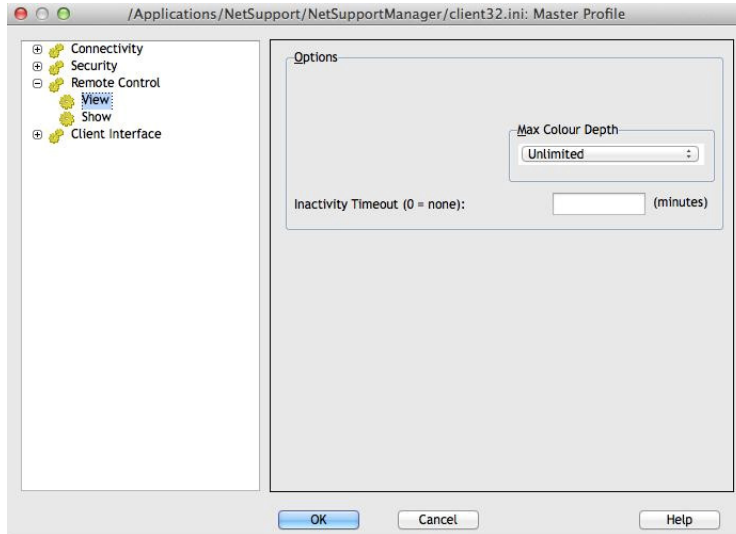 /Applications/NetSupport/NetSupportManager/client32.ini: Master Profile
Connectivity
Security
Remote Control
View
Show
Client Interface
Options
Max Colour Depth
Unlimited
Inactivity Timeout (0 = none):
(minutes)
OK
Cancel
Help